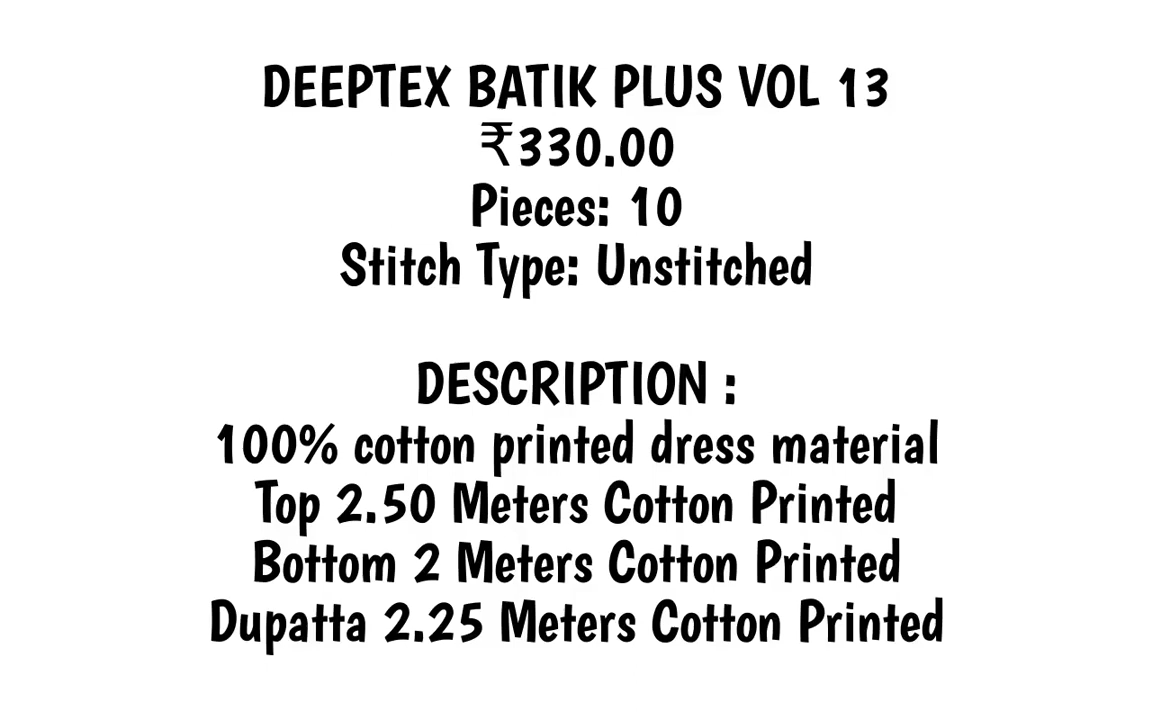 DEEPTEX BATIK PLUS VOL 13
₹330.00
Pieces: 10
Stitch Type: Unstitched
DESCRIPTION :
100% cotton printed dress material
Top 2.50 Meters Cotton Printed
Bottom 2 Meters Cotton Printed
Dupatta 2.25 Meters Cotton Printed